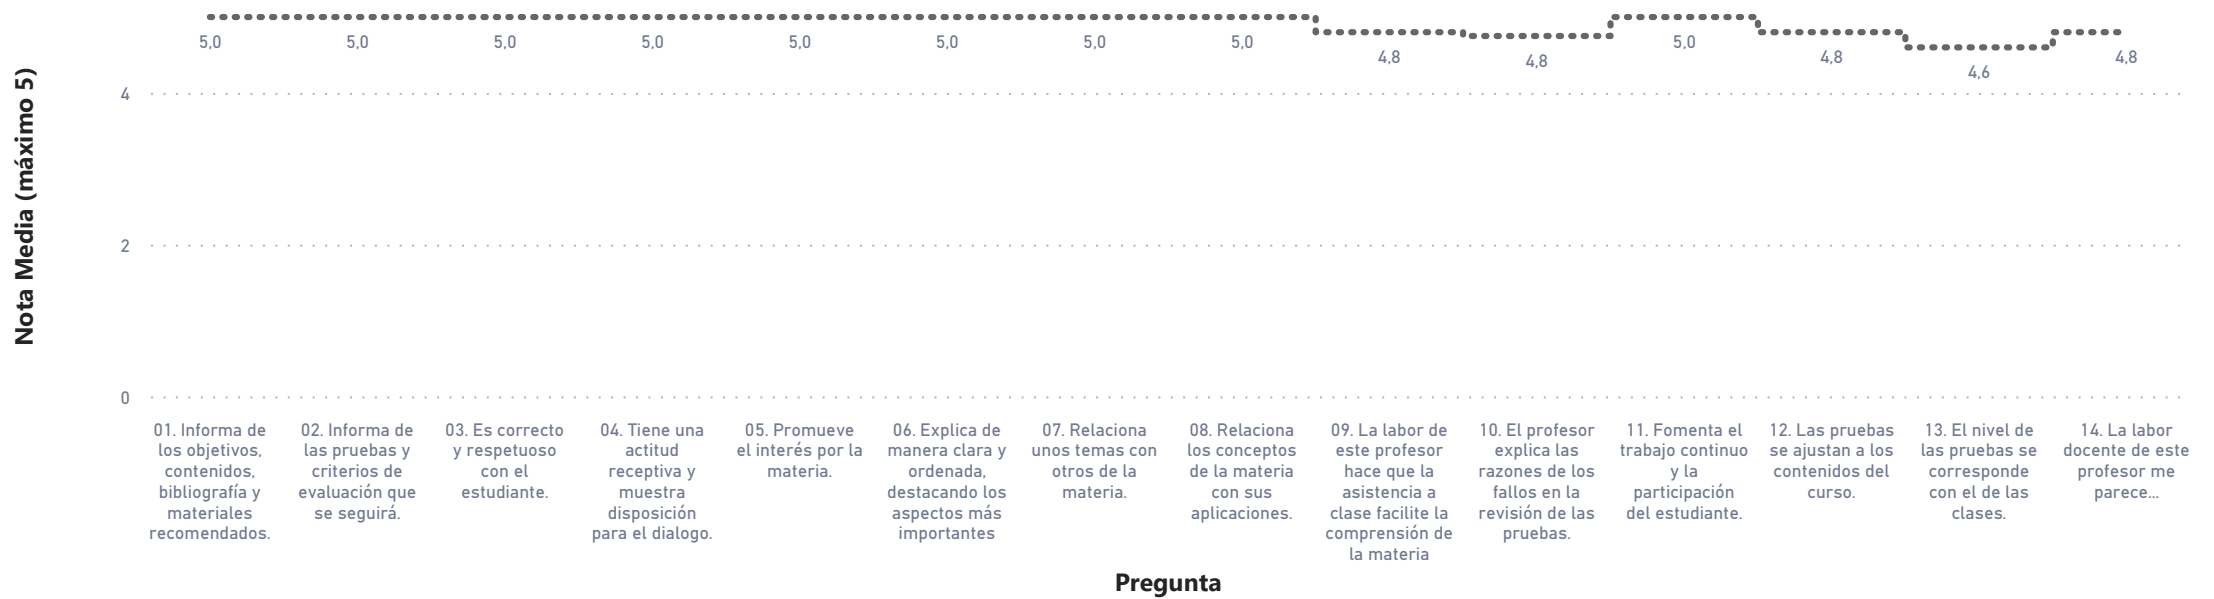 5,0
5,0
5,0
5,0
5,0
5,0
5,0
5,0
4,8
4,8
5,0
4,8
4,6
4,8
Nota Media (máximo 5)
4
2
0
01. Informa de
los objetivos,
contenidos,
bibliografía y
materiales
recomendados.
02. Informa de
las pruebas y
criterios de
evaluación que
se seguirá.
03. Es correcto
y respetuoso
con el
estudiante.
04. Tiene una
actitud
receptiva y
muestra
disposición
para el dialogo.
05. Promueve
el interés por la
materia.
06. Explica de
manera clara y
ordenada,
destacando los
aspectos más
importantes
07. Relaciona
unos temas con
otros de la
materia.
08. Relaciona
los conceptos
de la materia
con sus
aplicaciones.
09. La labor de
este profesor
hace que la
asistencia a
clase facilite la
comprensión de
la materia
10. El profesor
explica las
razones de los
fallos en la
revisión de las
pruebas.
11. Fomenta el
trabajo continuo
y la
participación
del estudiante.
12. Las pruebas
se ajustan a los
contenidos del
curso.
13. El nivel de
las pruebas se
corresponde
con el de las
clases.
14. La labor
docente de este
profesor me
parece...
Pregunta